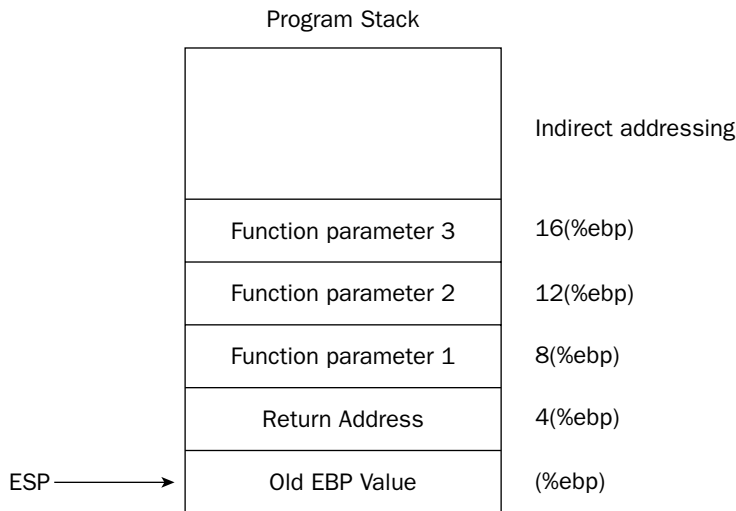 Program Stack
Indirect addressing
Function parameter 3 16(%ebp)
Function parameter 2 12(%ebp)
Function parameter 1 8(%ebp)
Return Address 4(%ebp)
ESP Old EBP Value (%ebp)